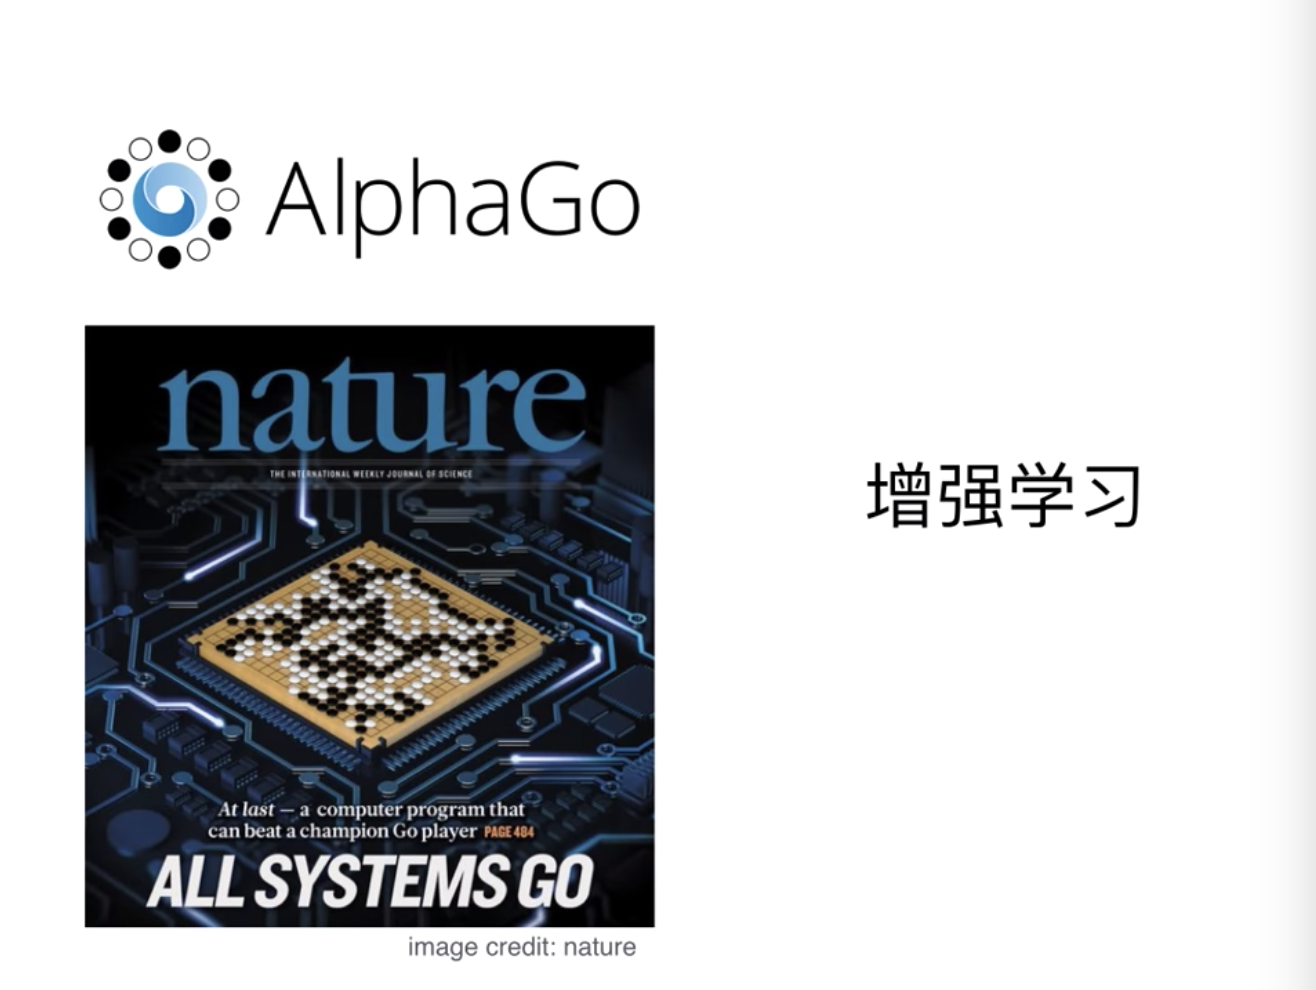 AlphaGo
nature
THE INTERNATIONAL WEEKLY JOURNAL OF SCIENCE
At last — a computer program that
can beat a champion Go player PAGE 484
ALL SYSTEMS GO
image credit: nature
增强学习